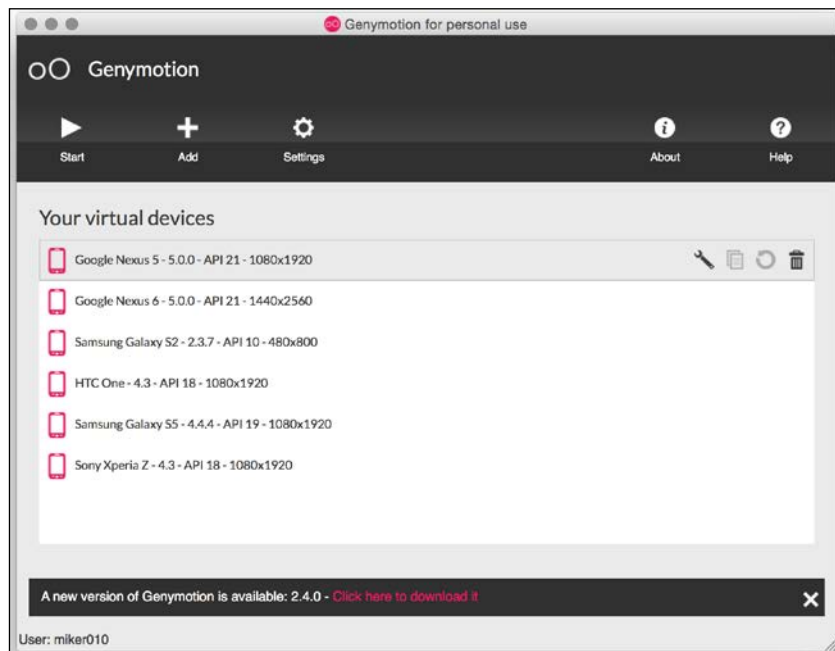 Genymotion for personal use
Genymotion
Start Add Settings About Help
Your virtual devices
Google Nexus 5 - 5.0.0 - API 21 - 1080x1920
Google Nexus 6 - 5.0.0 - API 21 - 1440x2560
Samsung Galaxy S2 - 2.3.7 - API 10 - 480x800
HTC One - 4.3 - API 18 - 1080x1920
Samsung Galaxy S5 - 4.4.4 - API 19 - 1080x1920
Sony Xperia Z - 4.3 - API 18 - 1080x1920
A new version of Genymotion is available: 2.4.0 - Click here to download it
User: miker010